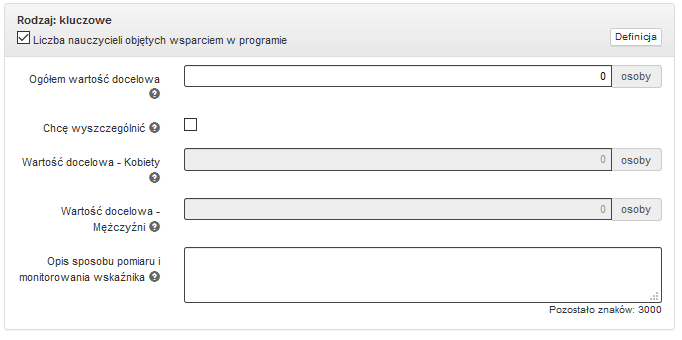 Rodzaj: kluczowe
Liczba nauczycieli objętych wsparciem w programie
Definicja
Ogółem wartość docelowa
0 osoby
Chcę wyszczególnić
Wartość docelowa - Kobiety
0 osoby
Wartość docelowa -
Mężczyźni
0 osoby
Opis sposobu pomiaru i
monitorowania wskaźnika
Pozostało znaków: 3000